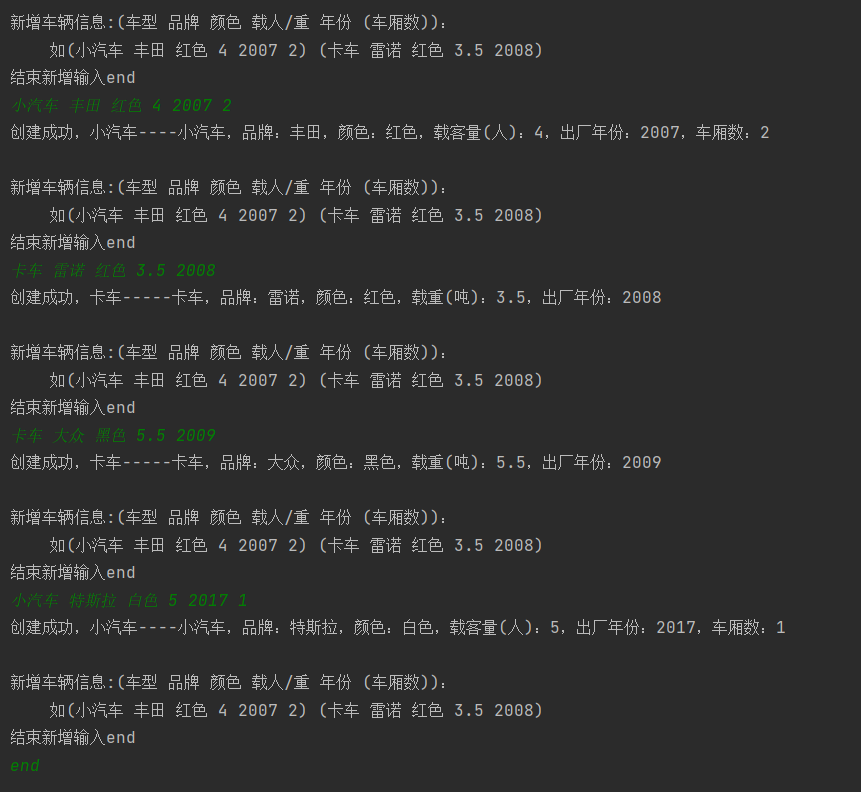 新增车辆信息:(车型 品牌 颜色 载人/重 年份 (车厢数))：
如(小汽车 丰田 红色 4 2007 2) (卡车 雷诺 红色 3.5 2008)
结束新增输入end
小汽车 丰田 红色 4 2007 2
创建成功，小汽车----小汽车，品牌：丰田，颜色：红色，载客量(人)：4，出厂年份：2007，车厢数：2
新增车辆信息:(车型 品牌 颜色 载人/重 年份 (车厢数))：
如(小汽车 丰田 红色 4 2007 2) (卡车 雷诺 红色 3.5 2008)
结束新增输入end
卡车 雷诺 红色 3.5 2008
创建成功，卡车-----卡车，品牌：雷诺，颜色：红色，载重(吨)：3.5，出厂年份：2008
新增车辆信息:(车型 品牌 颜色 载人/重 年份 (车厢数))：
如(小汽车 丰田 红色 4 2007 2) (卡车 雷诺 红色 3.5 2008)
结束新增输入end
卡车 大众 黑色 5.5 2009
创建成功，卡车-----卡车，品牌：大众，颜色：黑色，载重(吨)：5.5，出厂年份：2009
新增车辆信息:(车型 品牌 颜色 载人/重 年份 (车厢数))：
如(小汽车 丰田 红色 4 2007 2) (卡车 雷诺 红色 3.5 2008)
结束新增输入end
小汽车 特斯拉 白色 5 2017 1
创建成功，小汽车----小汽车，品牌：特斯拉，颜色：白色，载客量(人)：5，出厂年份：2017，车厢数：1
新增车辆信息:(车型 品牌 颜色 载人/重 年份 (车厢数))：
如(小汽车 丰田 红色 4 2007 2) (卡车 雷诺 红色 3.5 2008)
结束新增输入end
end